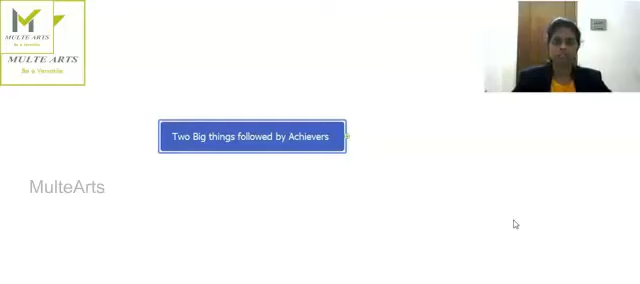 MULTE ARTS
Be a Versatile
MULTE ARTS
Be a Versatile
Two Big things followed by Achievers
MulteArts